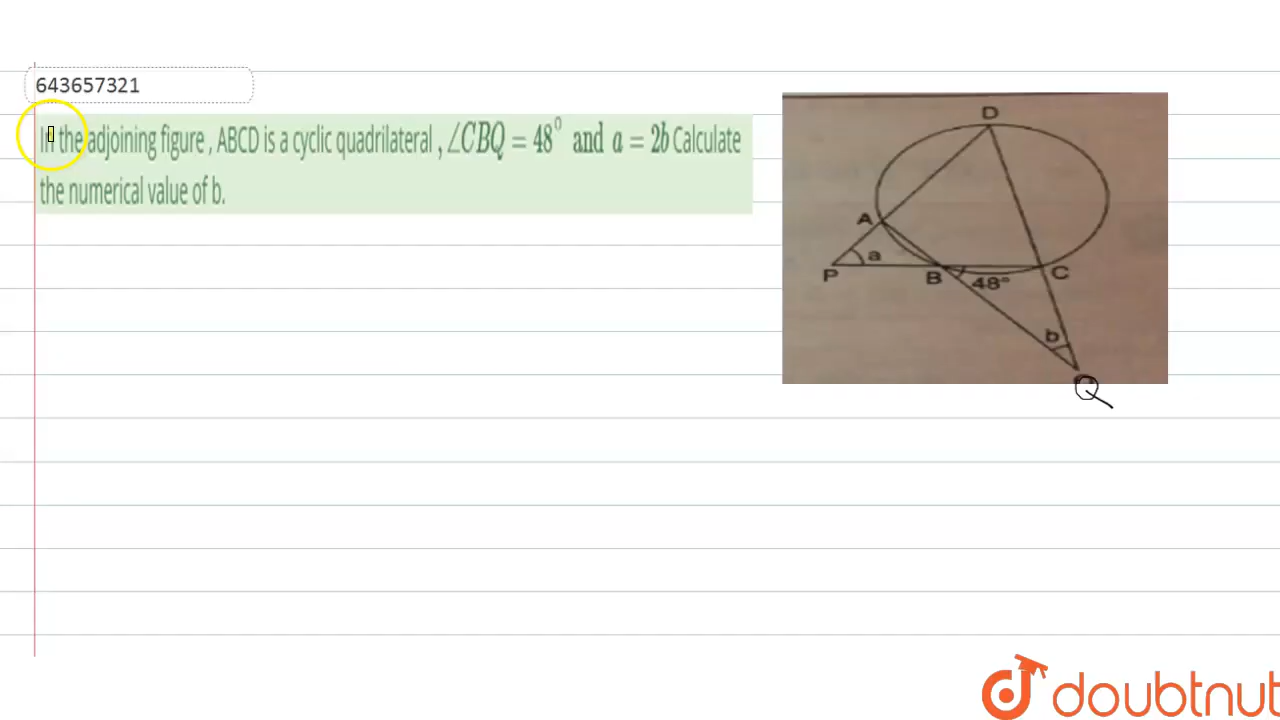 643657321
In the adjoining figure , ABCD is a cyclic quadrilateral , ∠CBQ = 48⁰ and a = 2b Calculate
the numerical value of b.
D
A
a
P
B
48°
C
b
Q
doubtnut